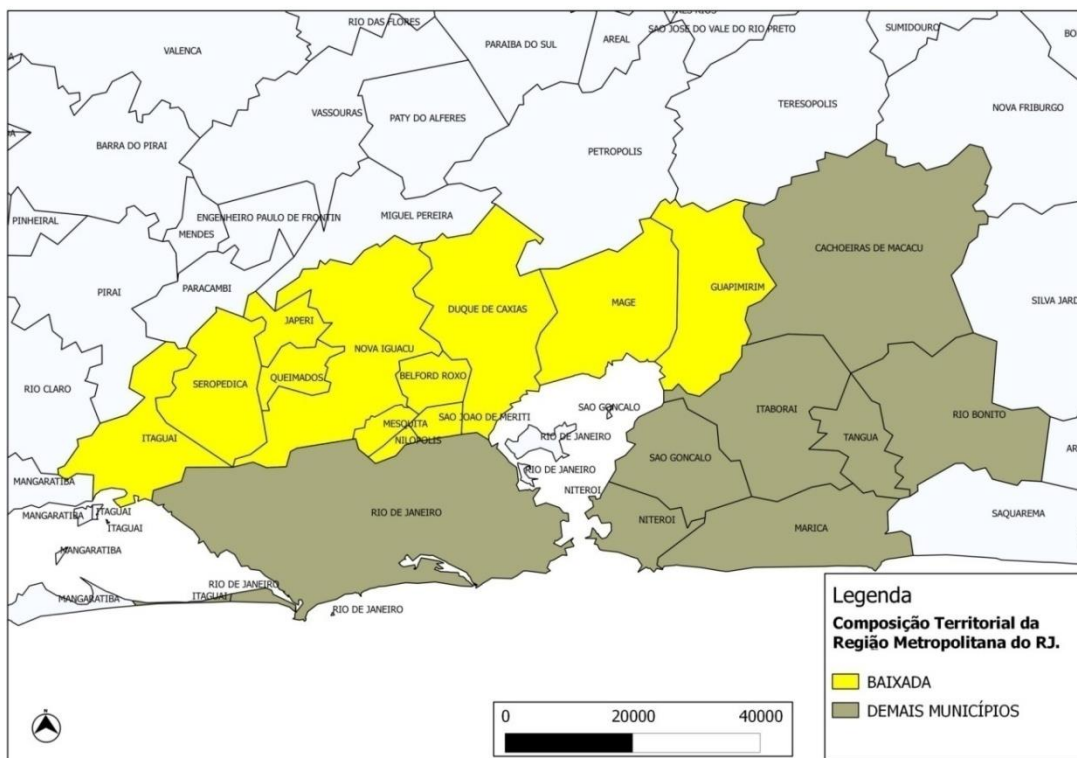 TRES RIOS
RIO DAS FLORES
SAO JOSE DO VALE DO RIO PRETO
SUMIDOURO
AREAL
PARAIBA DO SUL
VALENCA
BO
TERESOPOLIS
NOVA FRIBURGO
VASSOURAS
PATY DO ALFERES
BARRA DO PIRAI
PETROPOLIS
PINHEIRAL
ENGENHEIRO PAULO DE FRONTIN
MIGUEL PEREIRA
MENDES
CACHOEIRAS DE MACACU
PARACAMBI
PIRAI
GUAPIMIRIM
SILVA JARD
MAGE
DUQUE DE CAXIAS
JAPERI
NOVA IGUACU
BELFORD ROXO
QUEIMADOS
SEROPEDICA
RIO CLARO
SAO GONCALO
ITABORAI
RIO BONITO
SAO JOAO DE MERITI
MESQUITA
ITAGUAI
NILOPOLIS
RIO DE JANEIRO
TANGUA
AR
SAO GONCALO
RIO DE JANEIRO
MANGARATIBA
NITEROI
MANGARATIBA
ITAGUAI
RIO DE JANEIRO
SAQUAREMA
NITEROI
MARICA
ITAGUAI
MANGARATIBA
RIO DE JANEIRO
MANGARATIBA
ITAGUAI
RIO DE JANEIRO
Legenda
Composição Territorial da
Região Metropolitana do RJ.
BAIXADA
DEMAIS MUNICÍPIOS
0 20000 40000